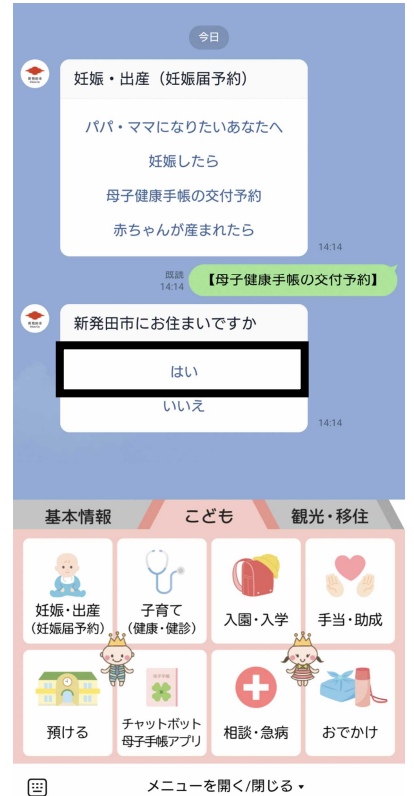 今日
妊娠・出産（妊娠届予約）
パパ・ママになりたいあなたへ
妊娠したら
母子健康手帳の交付予約
赤ちゃんが産まれたら
14:14
既読
14:14
【母子健康手帳の交付予約】
新発田市にお住まいですか
はい
いいえ
14:14
基本情報
こども
観光・移住
妊娠・出産
(妊娠届予約)
子育て
(健康・健診)
入園・入学
手当・助成
預ける
チャットボット
母子手帳アプリ
相談・急病
おでかけ
メニューを開く/閉じる▼